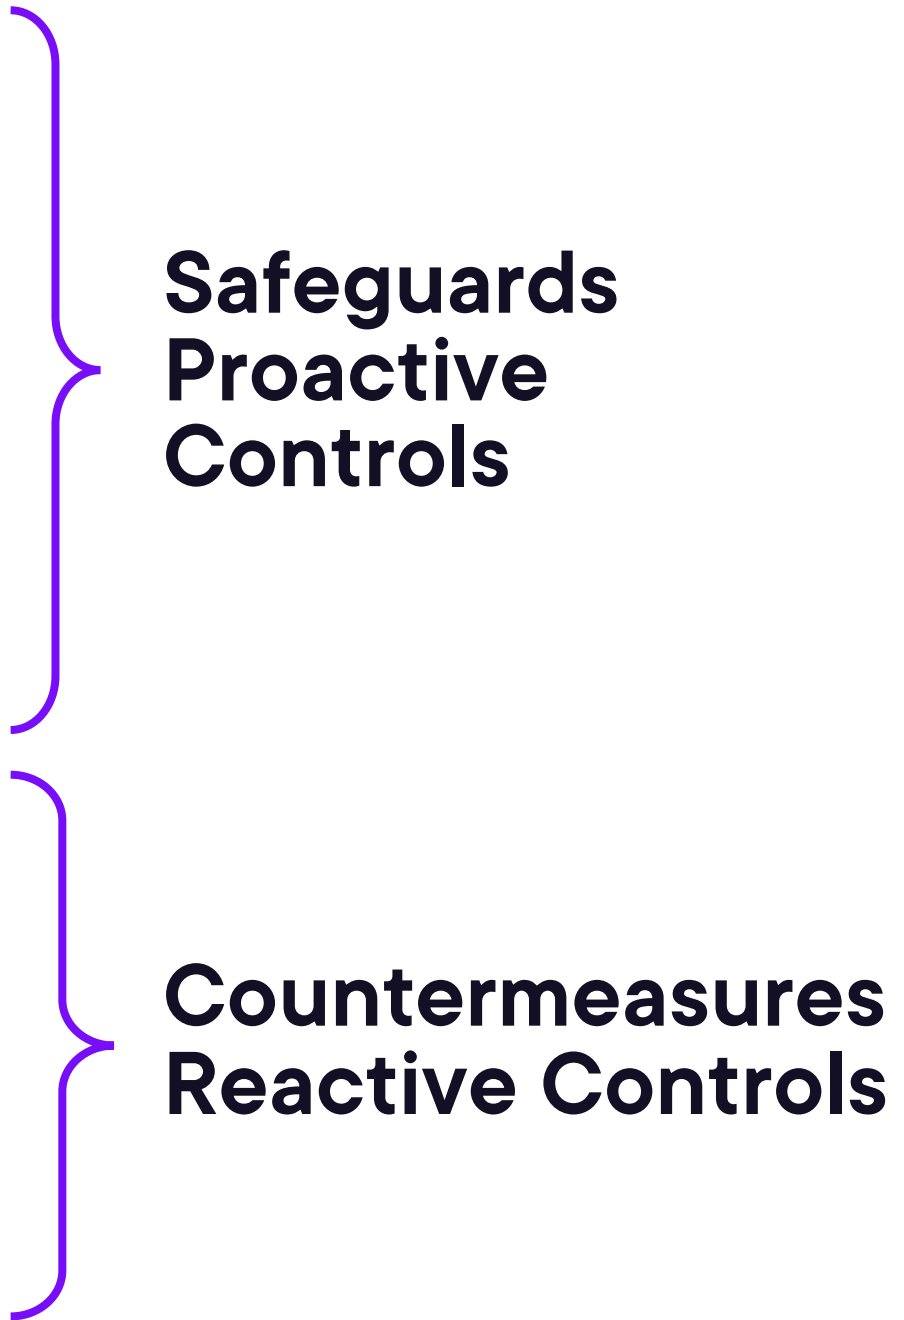 Safeguards
Proactive
Controls
Countermeasures
Reactive Controls